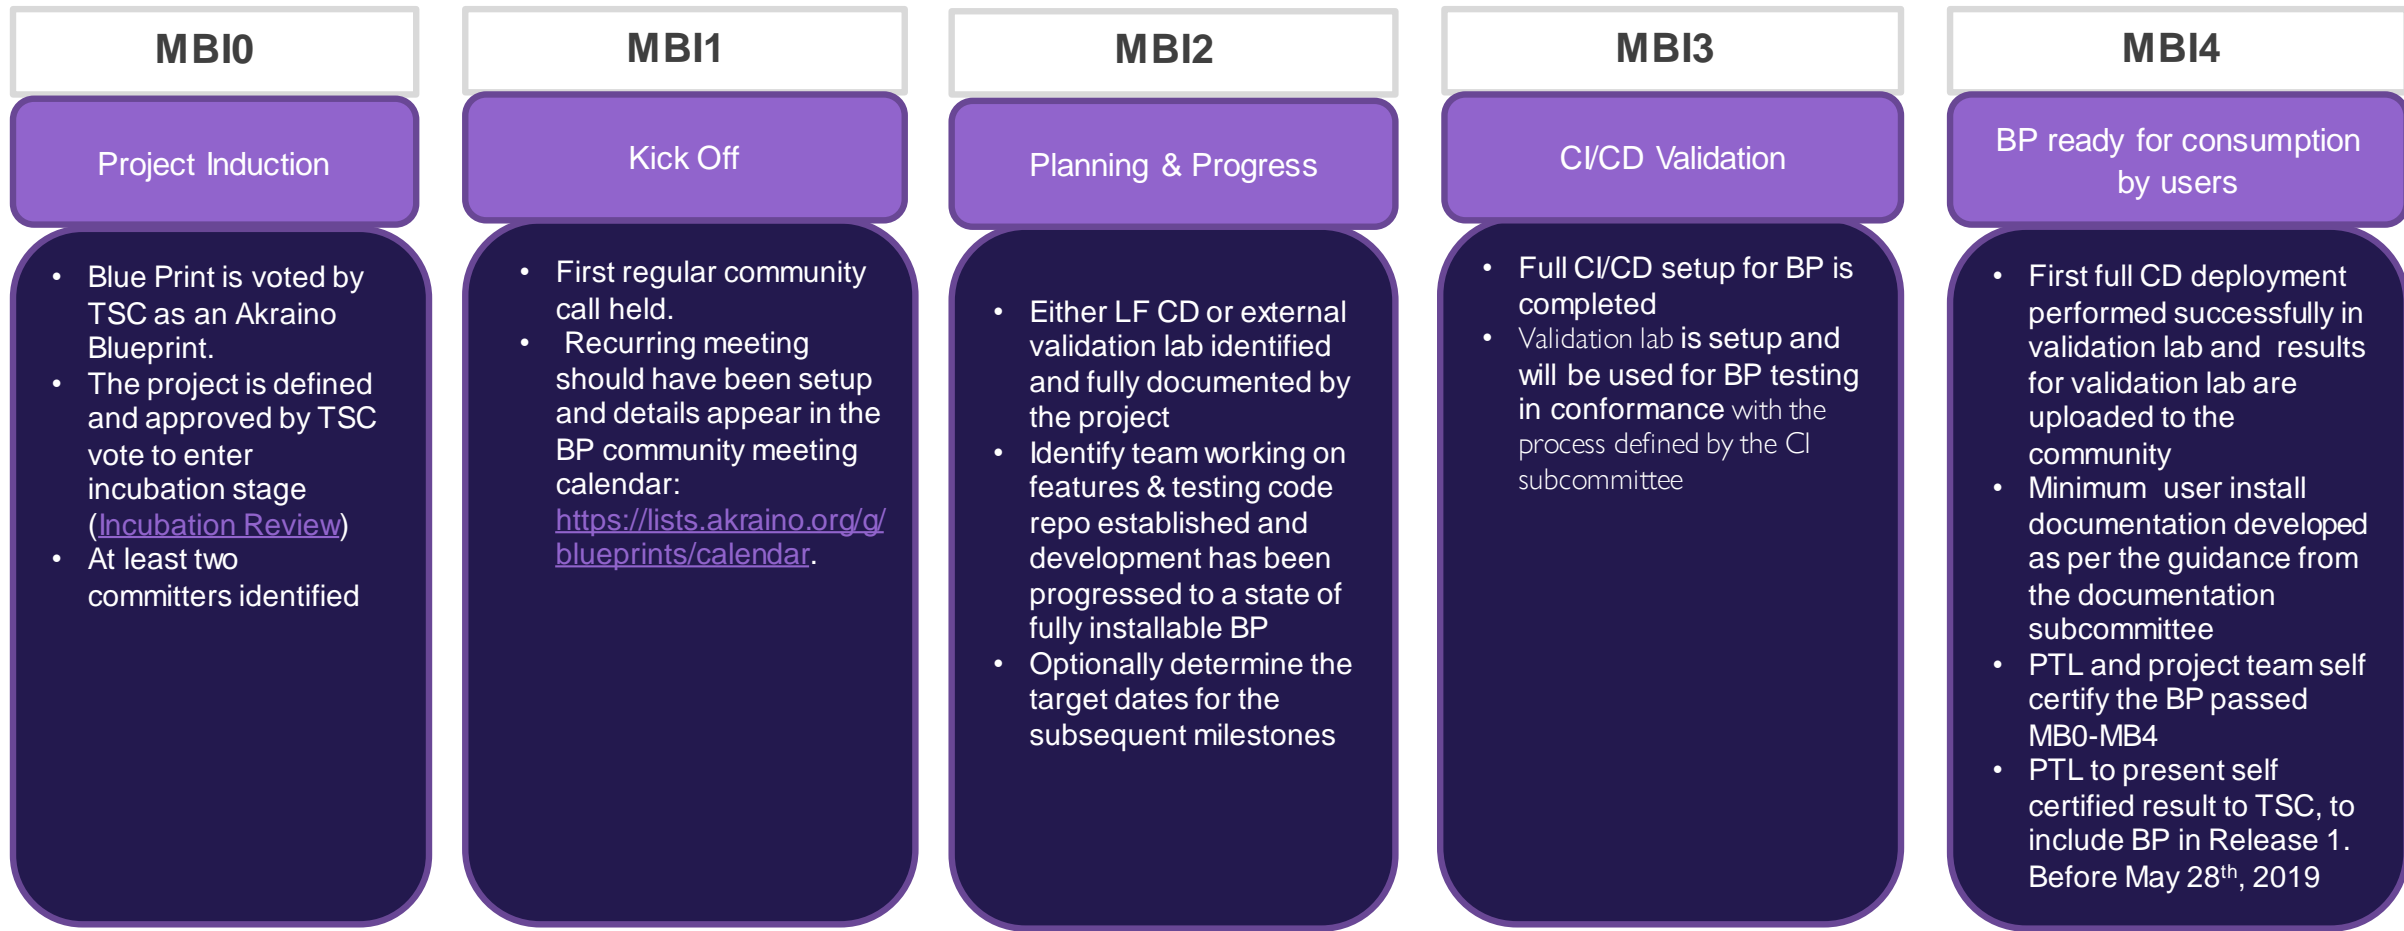 MBI0
Project Induction
• Blue Print is voted by
TSC as an Akraino
Blueprint.
• The project is defined
and approved by TSC
vote to enter
incubation stage
(Incubation Review)
• At least two
committers identified
MBI1
Kick Off
• First regular community
call held.
• Recurring meeting
should have been setup
and details appear in the
BP community meeting
calendar:
https://lists.akraino.org/g/
blueprints/calendar.
MBI2
Planning & Progress
• Either LF CD or external
validation lab identified
and fully documented by
the project
• Identify team working on
features & testing code
repo established and
development has been
progressed to a state of
fully installable BP
• Optionally determine the
target dates for the
subsequent milestones
MBI3
CI/CD Validation
• Full CI/CD setup for BP is
completed
• Validation lab is setup and
will be used for BP testing
in conformance with the
process defined by the CI
subcommittee
MBI4
BP ready for consumption
by users
• First full CD deployment
performed successfully in
validation lab and results
for validation lab are
uploaded to the
community
• Minimum user install
documentation developed
as per the guidance from
the documentation
subcommittee
• PTL and project team self
certify the BP passed
MB0-MB4
• PTL to present self
certified result to TSC, to
include BP in Release 1.
Before May 28th, 2019